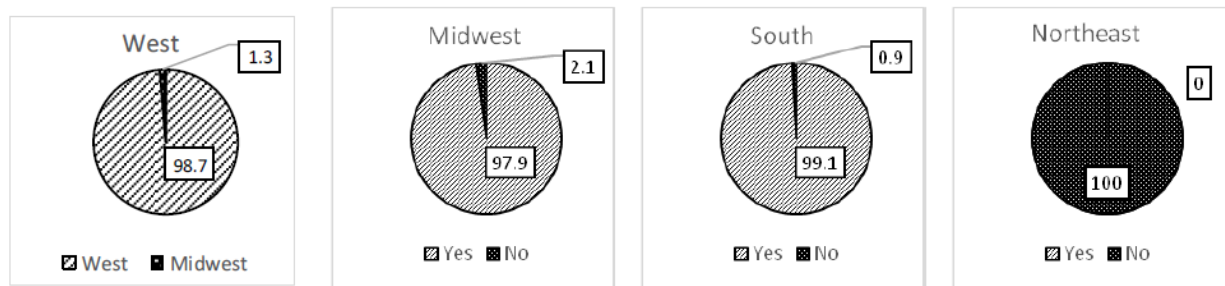 West
1.3
98.7
West Midwest
Midwest
2.1
97.9
Yes No
South
0.9
99.1
Yes No
Northeast
0
100
Yes No